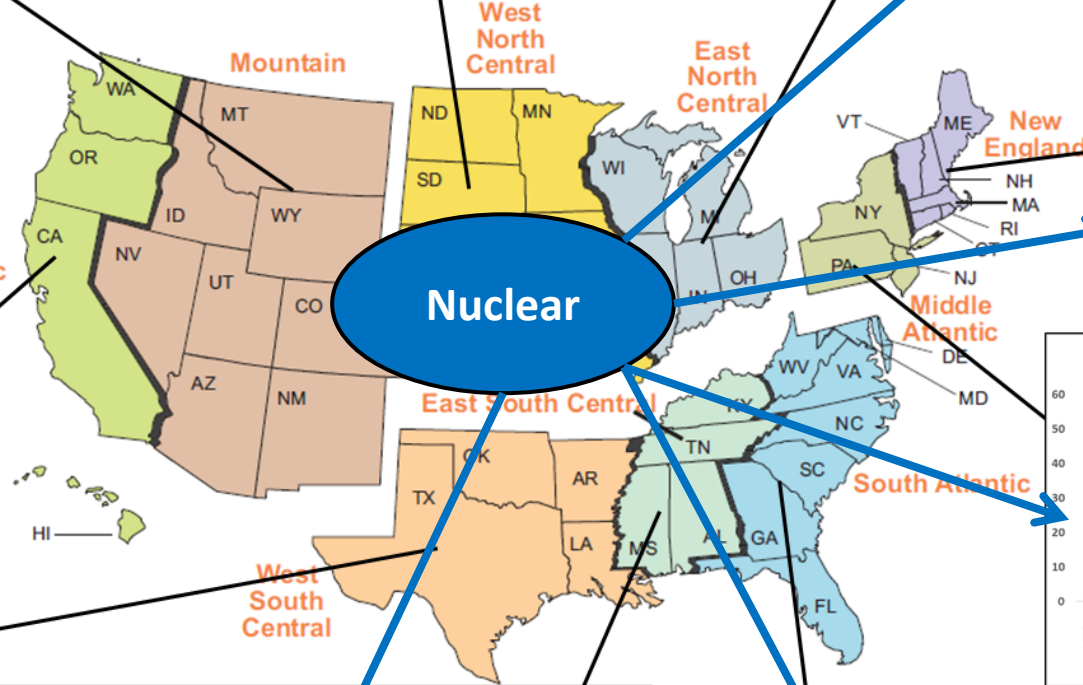 West
North
Central
Mountain
East
North
Central
WA
MT
ND
MN
VT
ME
New
England
OR
SD
WI
NH
MA
ID
WY
MI
NY
RI
CA
CT
NV
UT
CO
Nuclear
IN
OH
PA
NJ
Middle
Atlantic
DE
MD
AZ
NM
East South Central
KY
WV
VA
NC
TN
60
50
40
30
20
10
0
OK
AR
TX
SC
South Atlantic
HI
LA
MS
AL
GA
West
South
Central
FL
c